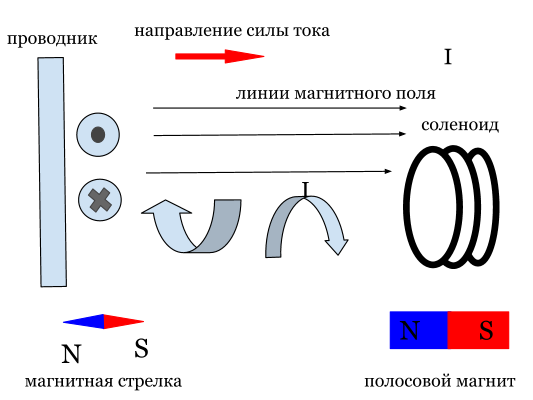 направление силы тока
проводник
I
линии магнитного поля
соленоид
I
N
S
N
S
магнитная стрелка
полосовой магнит